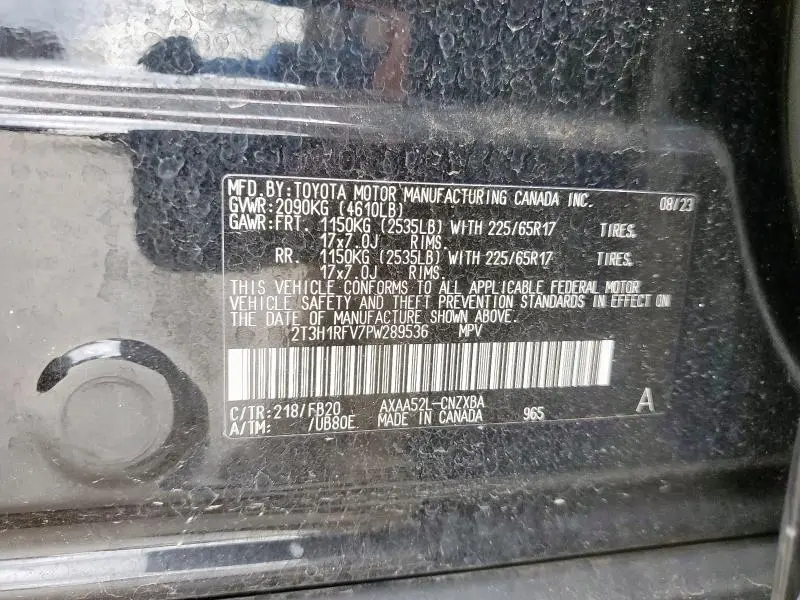 MFD. BY: TOYOTA MOTOR MANUFACTURING CANADA INC. 08/23
GVWR: 2090KG (4610LB)
GAWR: FRT. 1150KG (2535LB) WITH 225/65R17 TIRES,
17x7.0J RIMS.
RR. 1150KG (2535LB) WITH 225/65R17 TIRES,
17x7.0J RIMS.
THIS VEHICLE CONFORMS TO ALL APPLICABLE FEDERAL MOTOR
VEHICLE SAFETY AND THEFT PREVENTION STANDARDS IN EFFECT ON
THE DATE OF MANUFACTURE SHOWN ABOVE.
2T3H1RFV7PW289536 MPV
C/TR: 218/FB20 AXAA52L-CNZXBA A
A/TM: /UB80E MADE IN CANADA 965